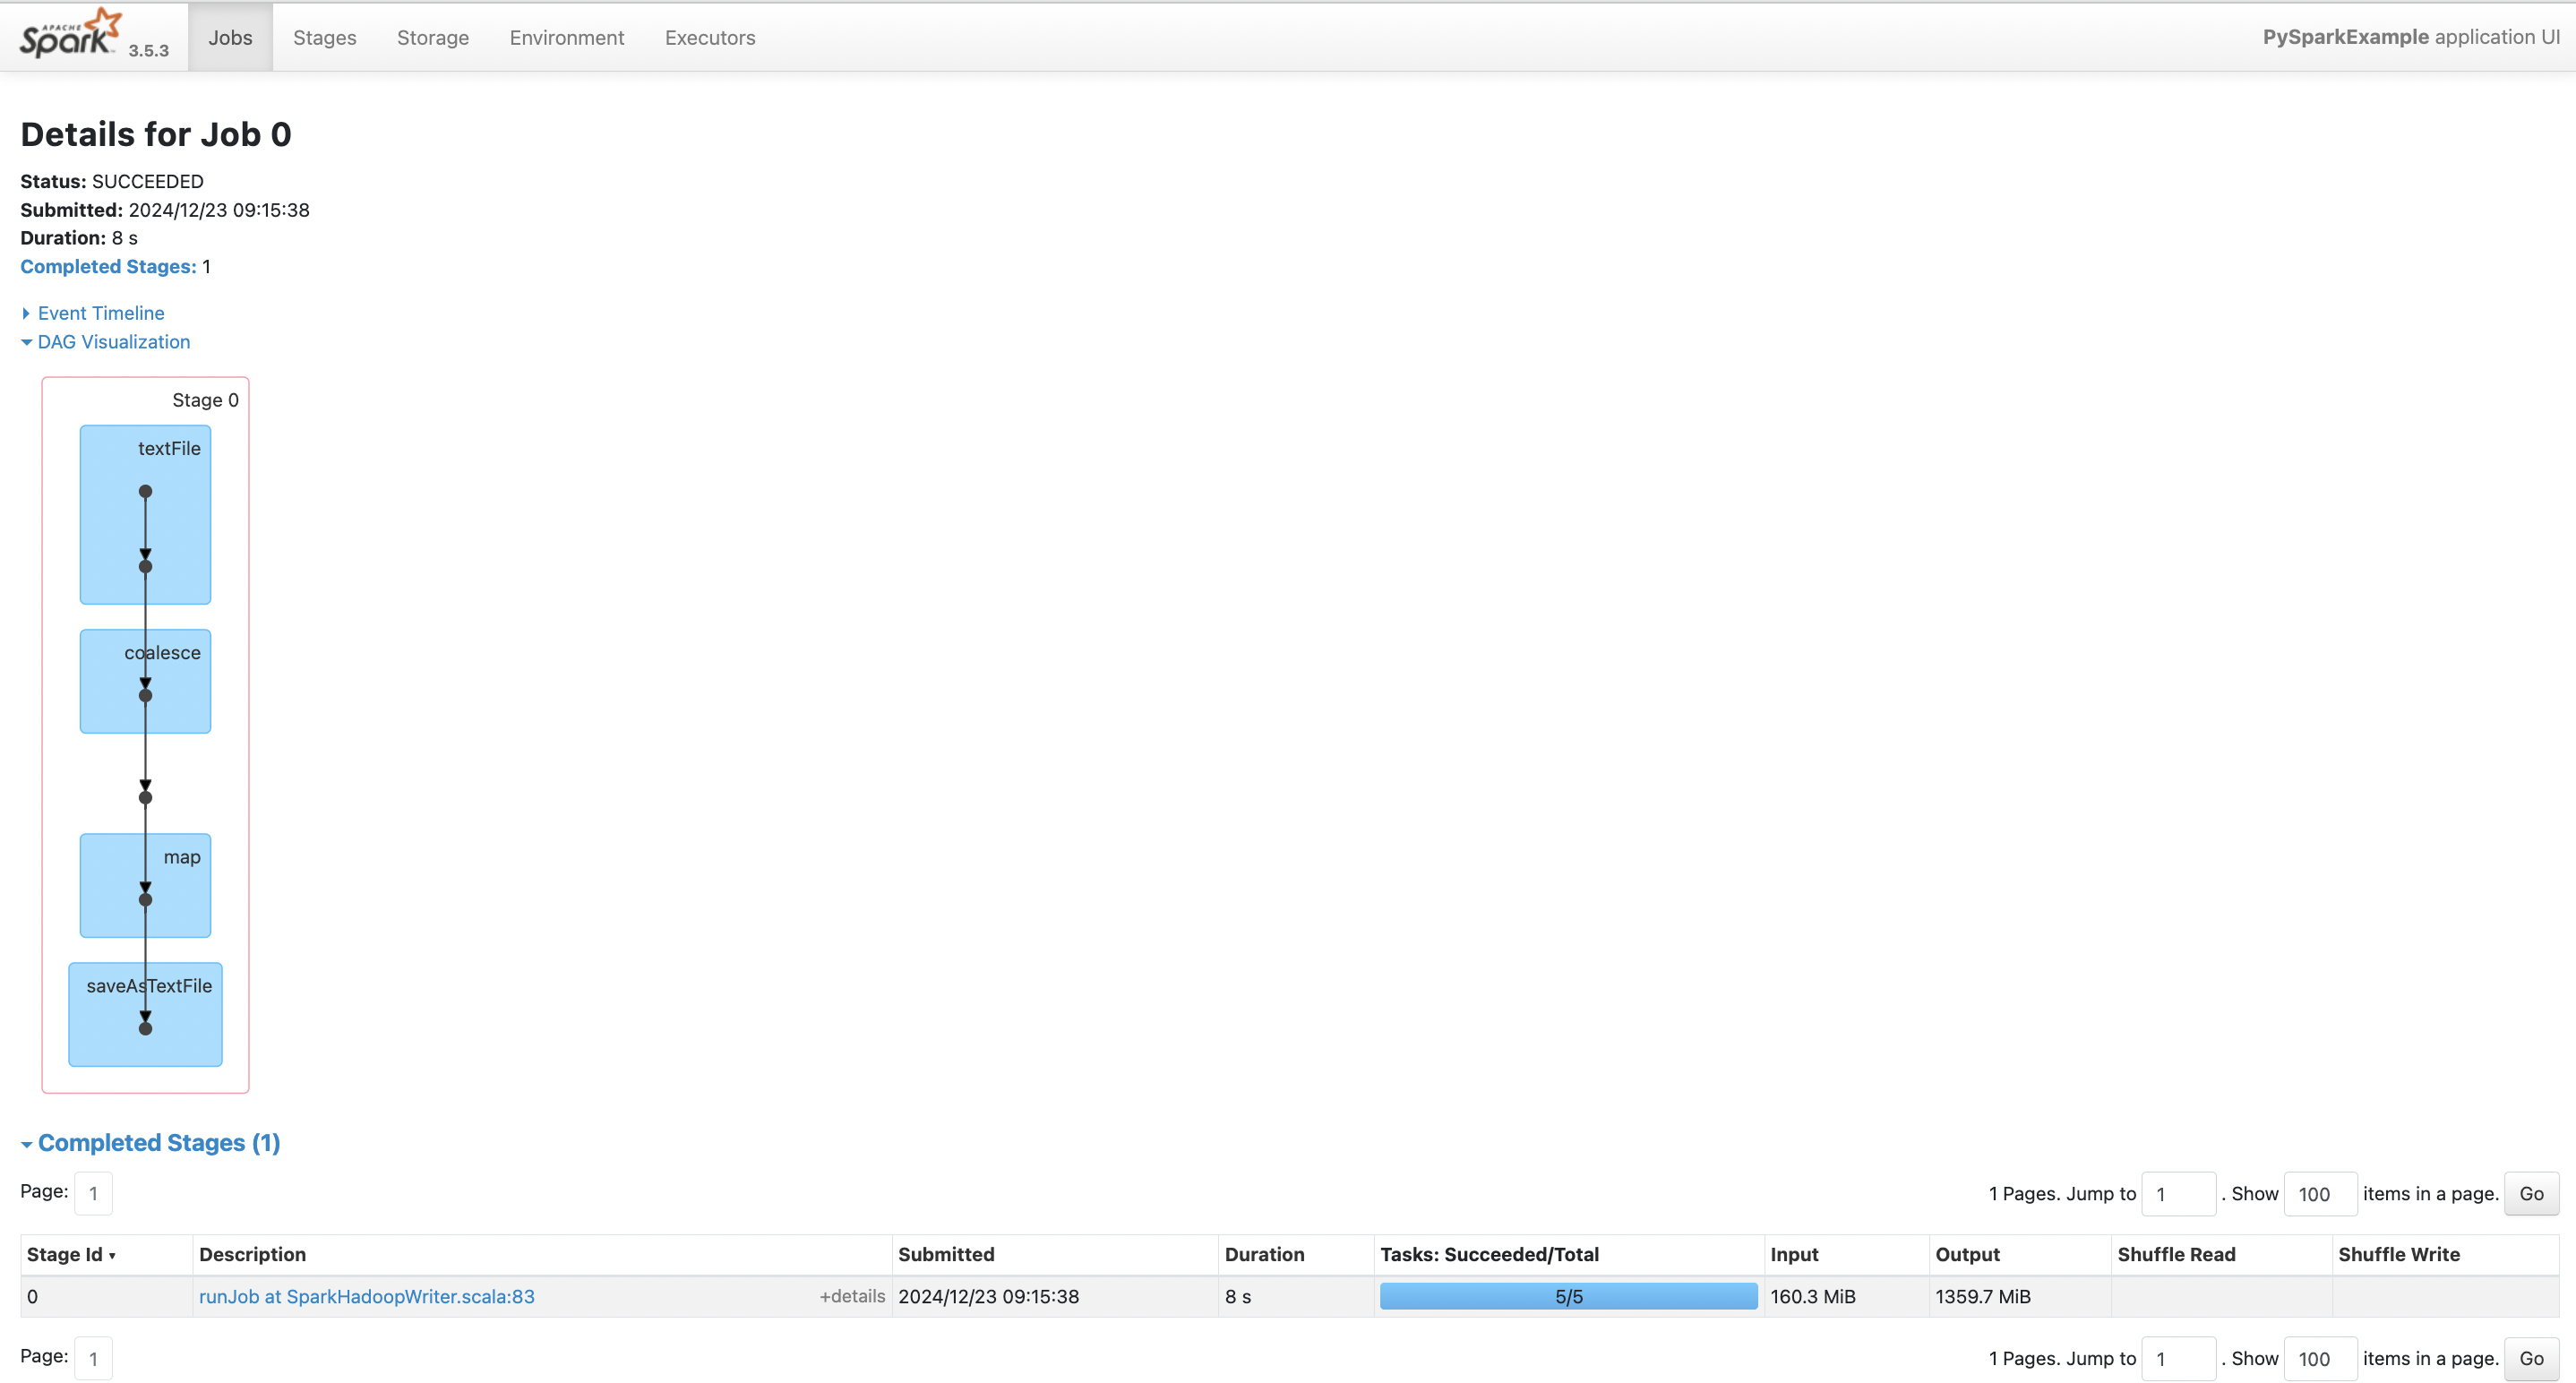 APACHE Spark 3.5.3 Jobs Stages Storage Environment Executors PySparkExample application UI
Details for Job 0
Status: SUCCEEDED
Submitted: 2024/12/23 09:15:38
Duration: 8 s
Completed Stages: 1
Event Timeline
DAG Visualization
Stage 0
textFile
coalesce
map
saveAsTextFile
Completed Stages (1)
Page: 1 1 Pages. Jump to 1 . Show 100 items in a page. Go
Stage Id ▾ Description Submitted Duration Tasks: Succeeded/Total Input Output Shuffle Read Shuffle Write
0 runJob at SparkHadoopWriter.scala:83 +details 2024/12/23 09:15:38 8 s 5/5 160.3 MiB 1359.7 MiB
Page: 1 1 Pages. Jump to 1 . Show 100 items in a page. Go